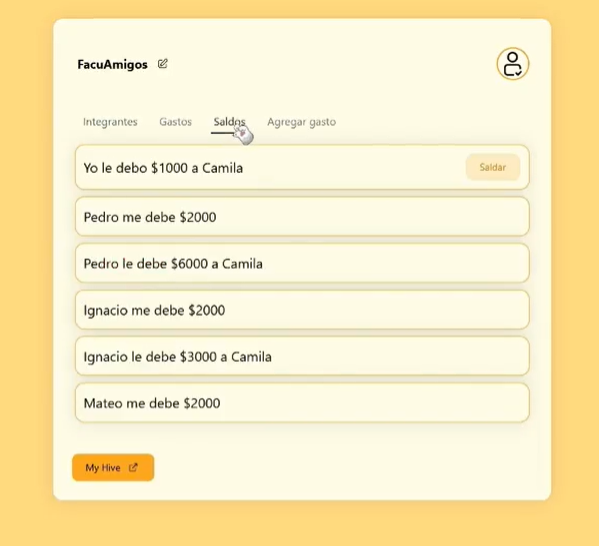 FacuAmigos
Integrantes Gastos Saldos Agregar gasto
Yo le debo $1000 a Camila Saldar
Pedro me debe $2000
Pedro le debe $6000 a Camila
Ignacio me debe $2000
Ignacio le debe $3000 a Camila
Mateo me debe $2000
My Hive